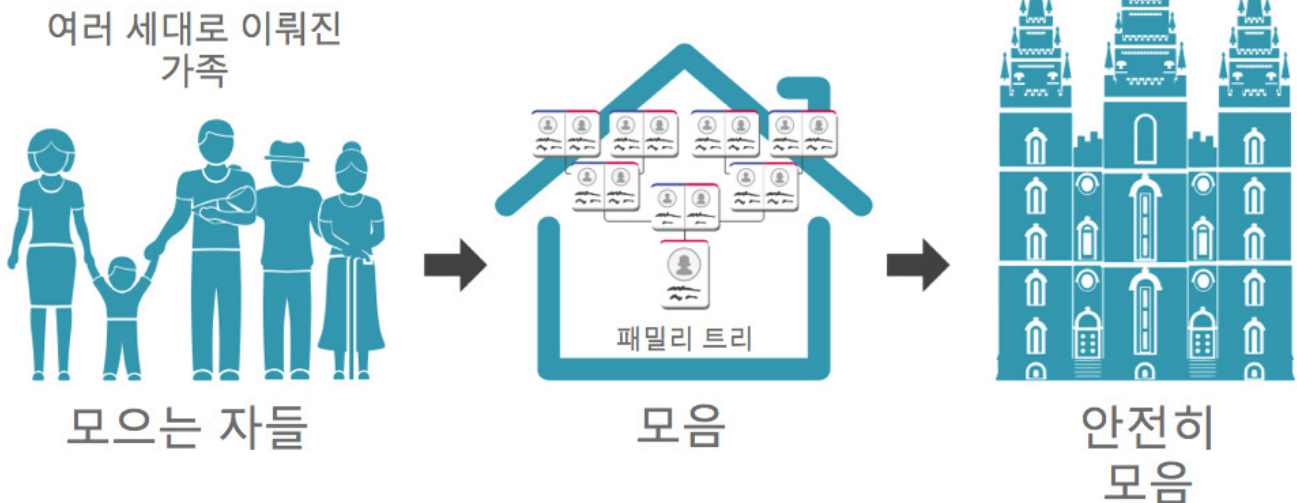 여러 세대로 이뤄진
가족
패밀리 트리
모으는 자들
모음
안전히
모음